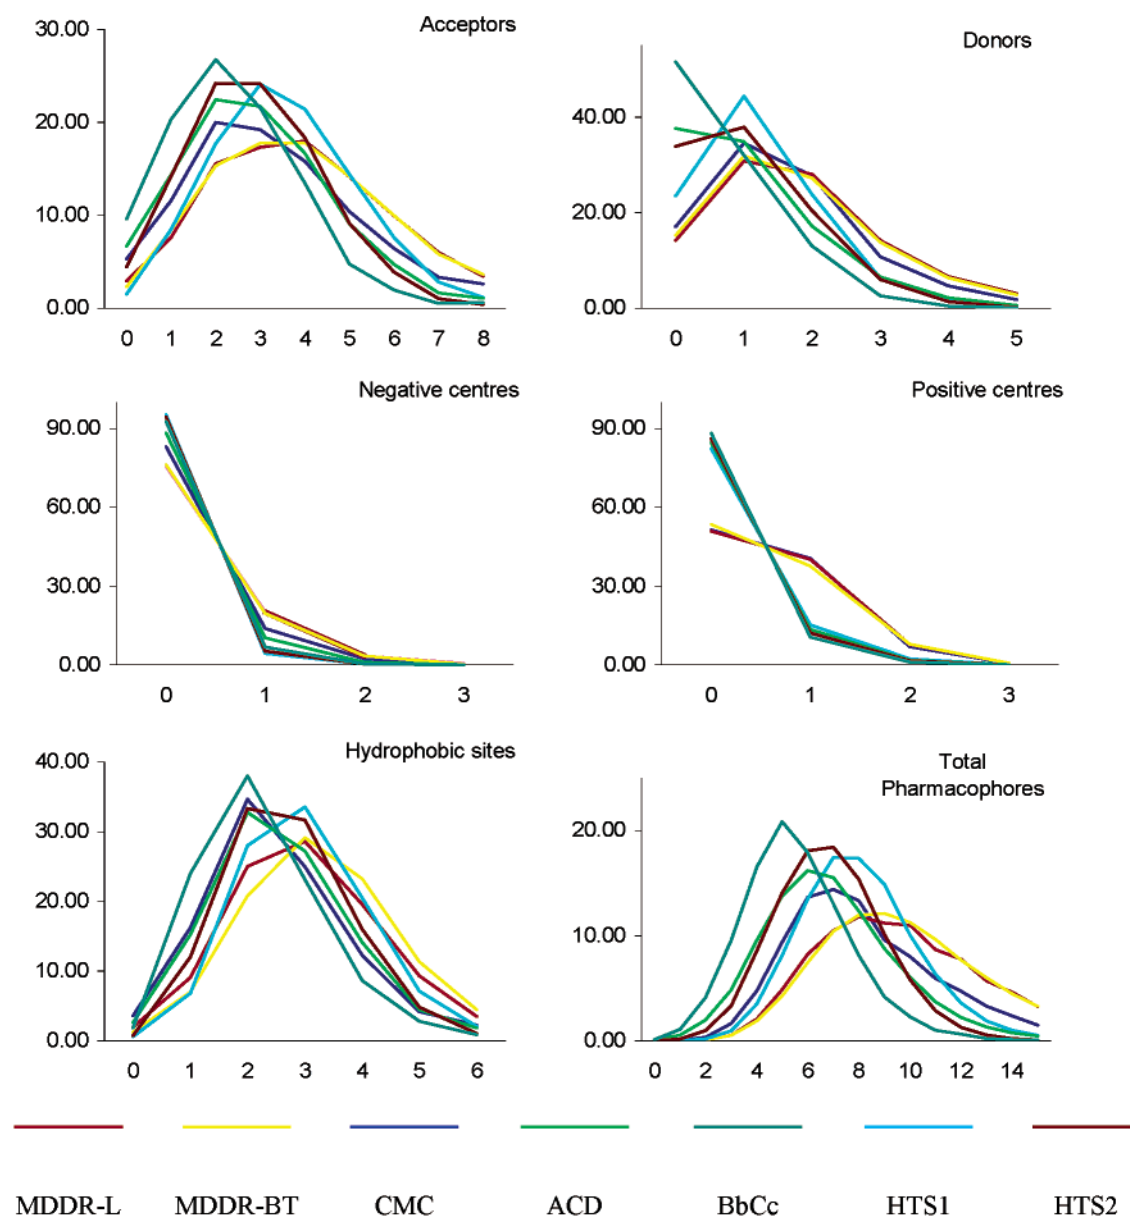 Acceptors
30.00
20.00
10.00
0.00
0 1 2 3 4 5 6 7 8
Donors
40.00
20.00
0.00
0 1 2 3 4 5
Negative centres
90.00
60.00
30.00
0.00
0 1 2 3
Positive centres
90.00
60.00
30.00
0.00
0 1 2 3
Hydrophobic sites
40.00
30.00
20.00
10.00
0.00
0 1 2 3 4 5 6
Total
Pharmacophores
20.00
10.00
0.00
0 2 4 6 8 10 12 14
MDDR-L MDDR-BT CMC ACD BbCc HTS1 HTS2